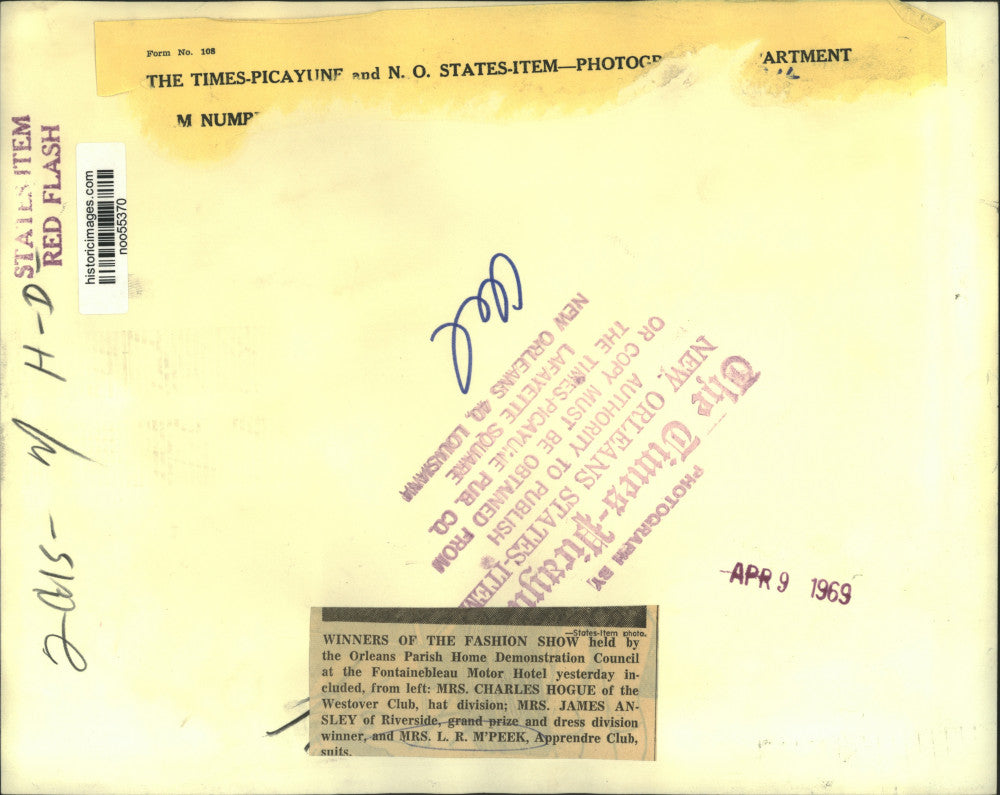 Form No. 108
THE TIMES-PICAYUNE and N. O. STATES-ITEM—PHOTOGR ARTMENT
M NUMB
STATES ITEM
RED FLASH
historicimages.com
noo55370
H-D
PHOTOGRAPH BY
The Times-Picayun
NEW ORLEANS STATES-ITEM
AUTHORITY TO PUBLISH
OR COPY MUST BE OBTAINED FROM
THE TIMES-PICAYUNE PUB. CO.
LAFAYETTE SQUARE
NEW ORLEANS 40, LOUISIANA
APR 9 1969
—States-Item photo.
WINNERS OF THE FASHION SHOW held by
the Orleans Parish Home Demonstration Council
at the Fontainebleau Motor Hotel yesterday in-
cluded, from left: MRS. CHARLES HOGUE of the
Westover Club, hat division; MRS. JAMES AN-
SLEY of Riverside, grand prize and dress division
winner, and MRS. L. R. M'PEEK, Apprendre Club,
suits.